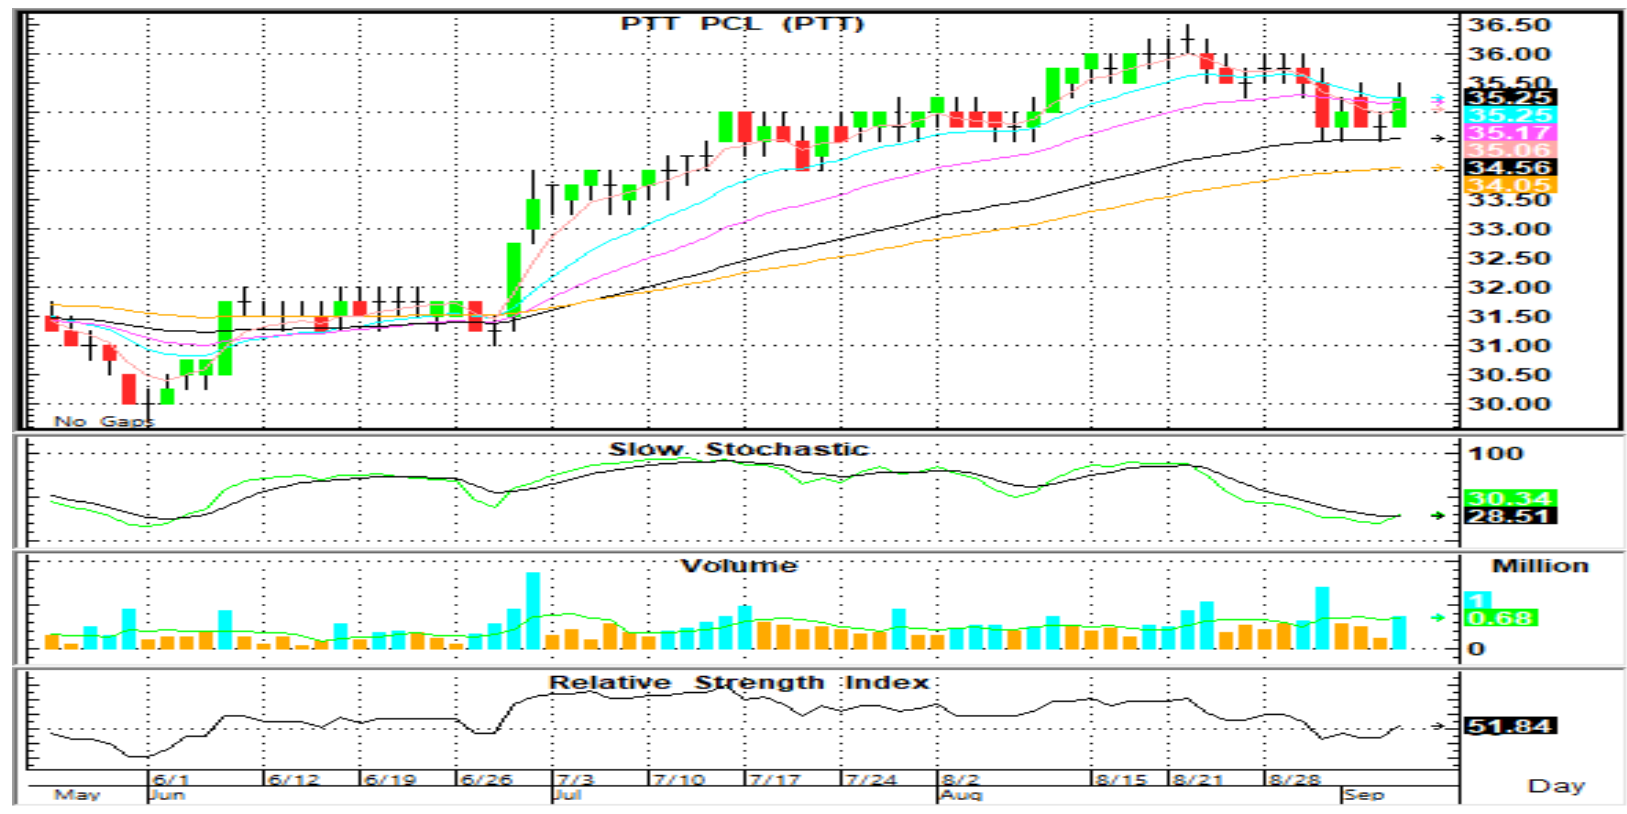 PTT PCL (PTT)
36.50
36.00
35.50
35.25
35.25
35.17
35.06
34.56
34.05
33.50
33.00
32.50
32.00
31.50
31.00
30.50
30.00
No Gaps
Slow Stochastic
100
30.34
28.51
Volume
Million
1
0.68
0
Relative Strength Index
51.84
6/1 6/12 6/19 6/26 7/3 7/10 7/17 7/24 8/2 8/15 8/21 8/28
May Jun Jul Aug Sep
Day